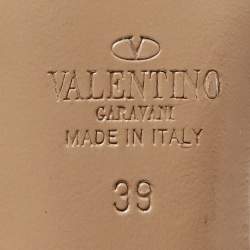 VALENTINO
GARAVANI
MADE IN ITALY
39